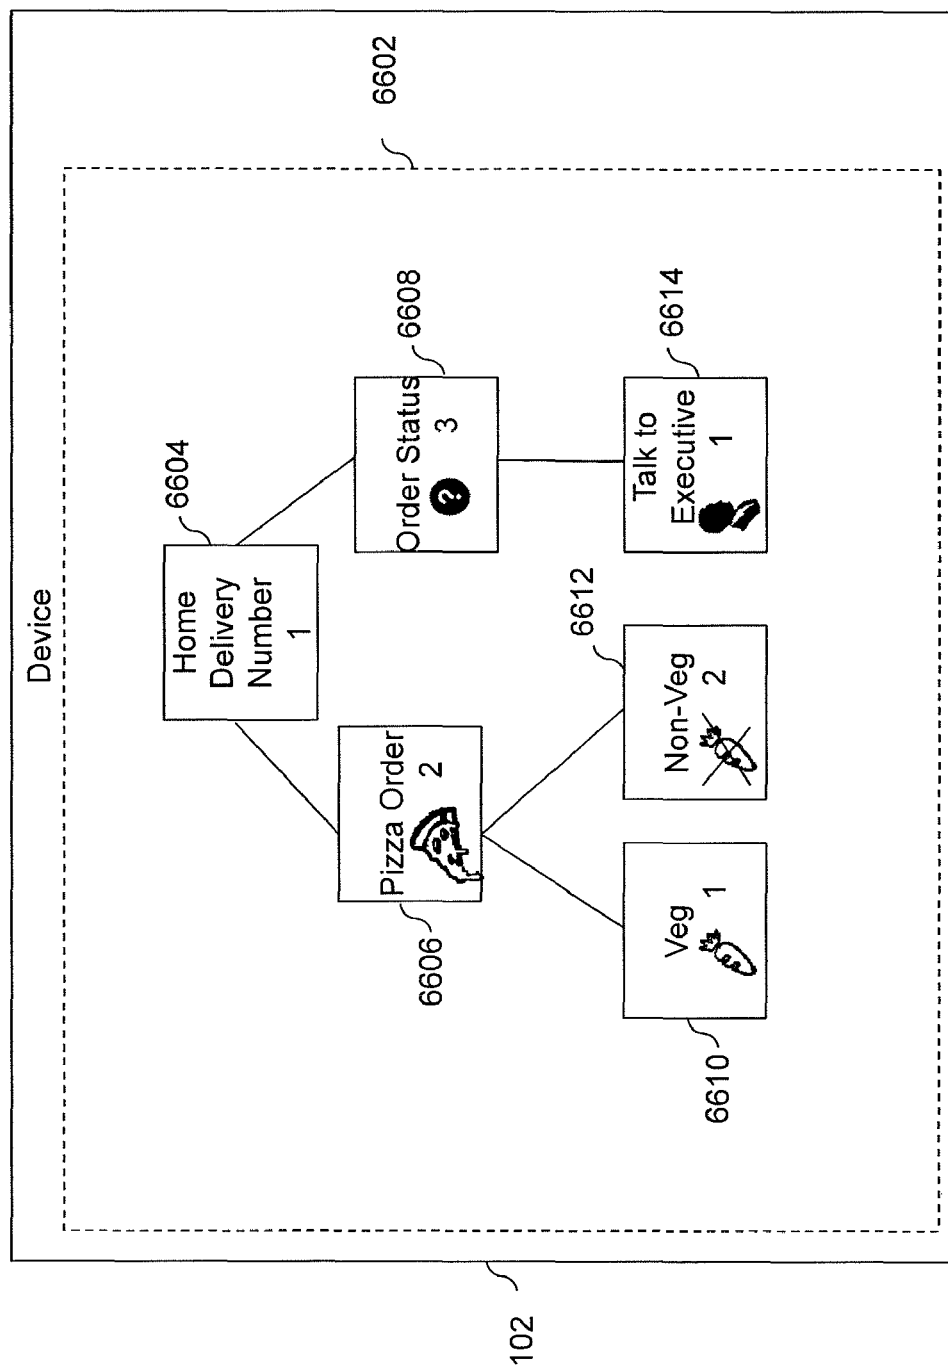 Device
6602
6604
Home
Delivery
Number
1
6606
Pizza Order
2
6608
Order Status
?
3
6610
Veg
1
6612
Non-Veg
2
6614
Talk to
Executive
1
102